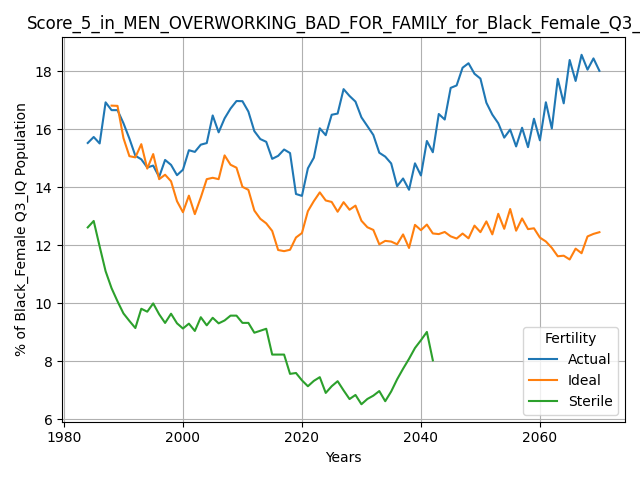 Score_5_in_MEN_OVERWORKING_BAD_FOR_FAMILY_for_Black_Female_Q3_
% of Black_Female Q3_IQ Population
18
16
14
12
10
8
6
1980
2000
2020
2040
2060
Years
Fertility
Actual
Ideal
Sterile